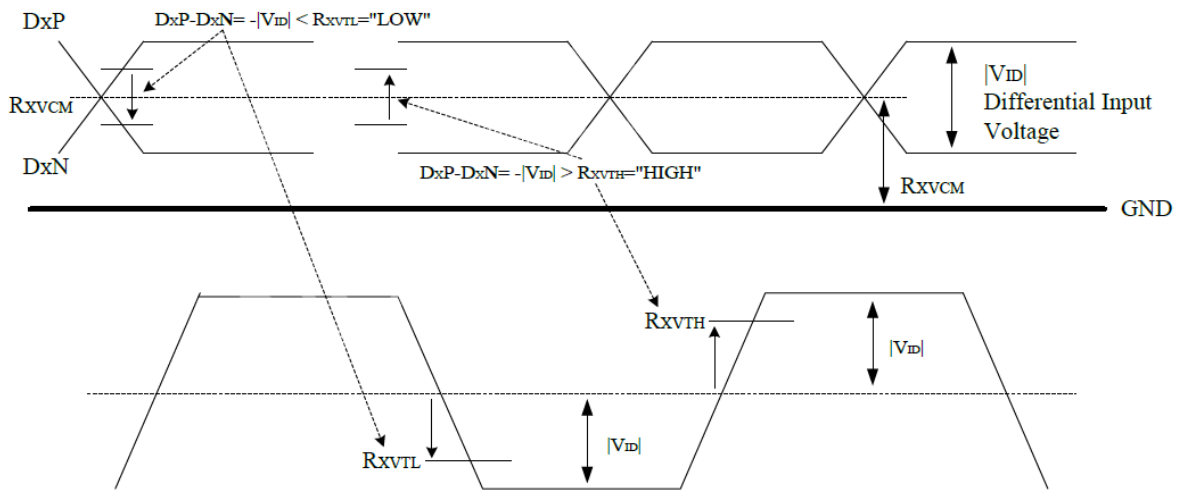 DxP
DxP-DxN= -|VID| < RXVTL="LOW"
|VID|
Differential Input
Voltage
RXVCM
DxN
DxP-DxN= -|VID| > RXVTH="HIGH"
RXVCM
GND
RXVTH
|VID|
|VID|
RXVTL